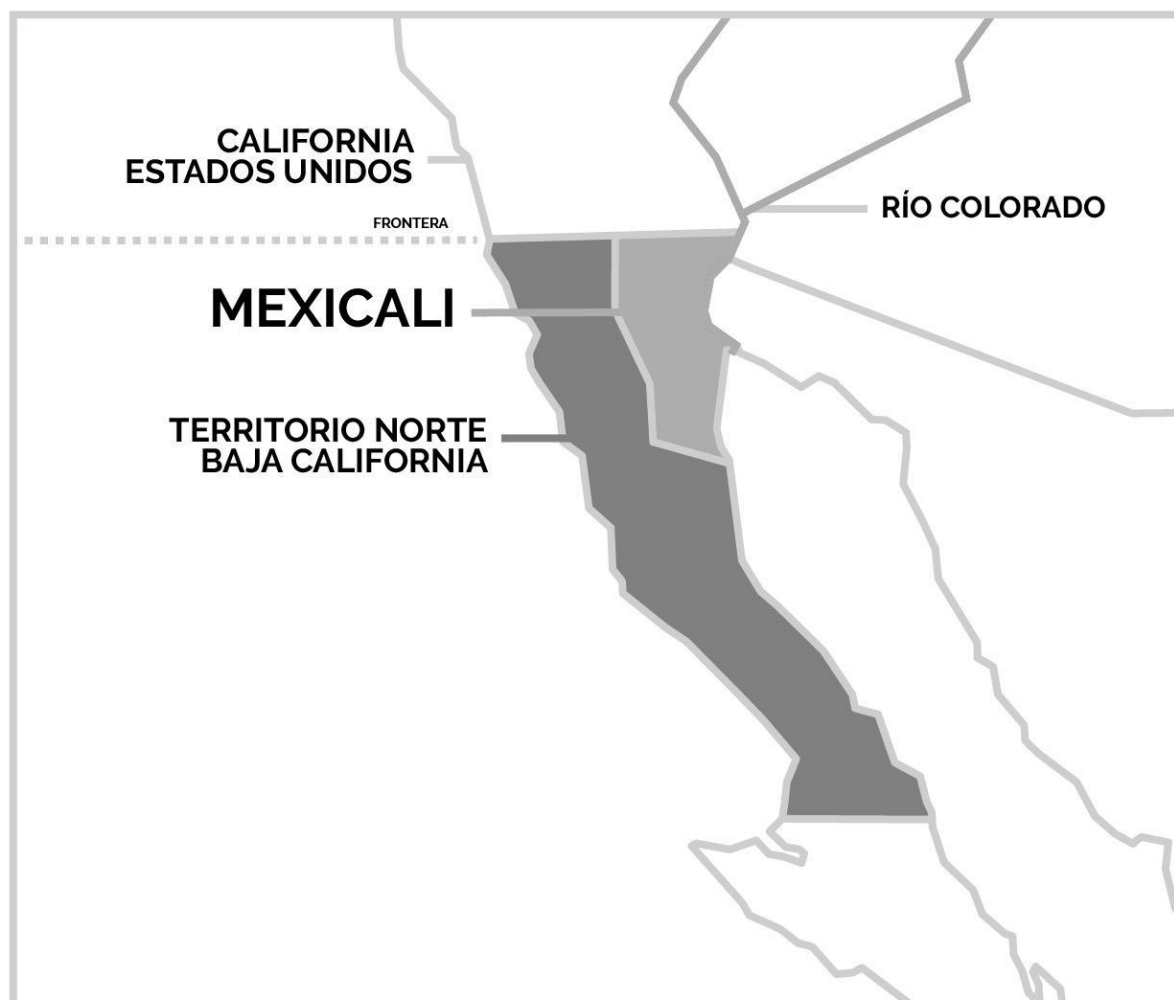 CALIFORNIA
ESTADOS UNIDOS
RÍO COLORADO
FRONTERA
MEXICALI
TERRITORIO NORTE
BAJA CALIFORNIA